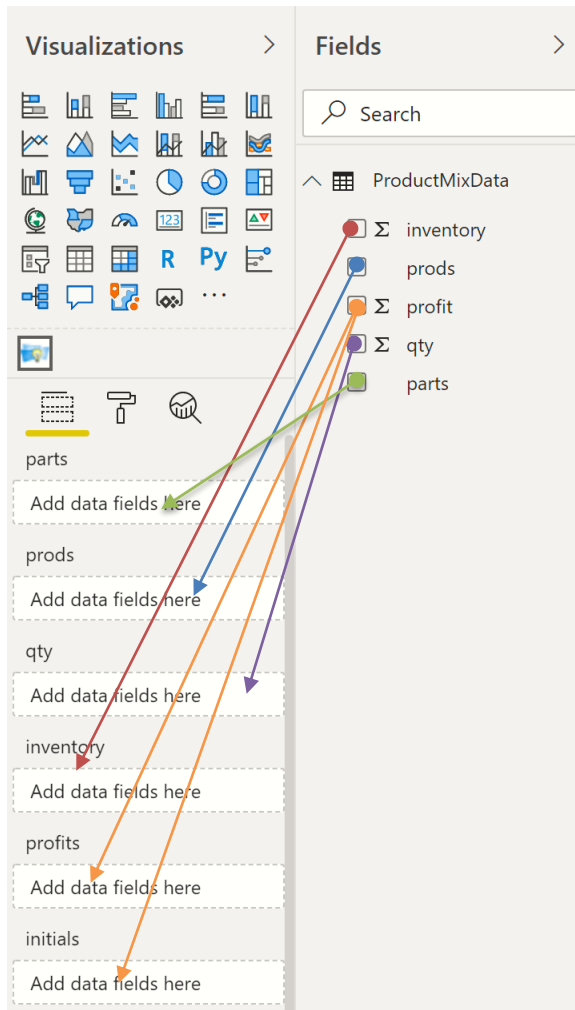 Visualizations
Fields
Search
ProductMixData
inventory
prods
profit
qty
parts
123
R
Py
parts
Add data fields here
prods
Add data fields here
qty
Add data fields here
inventory
Add data fields here
profits
Add data fields here
initials
Add data fields here